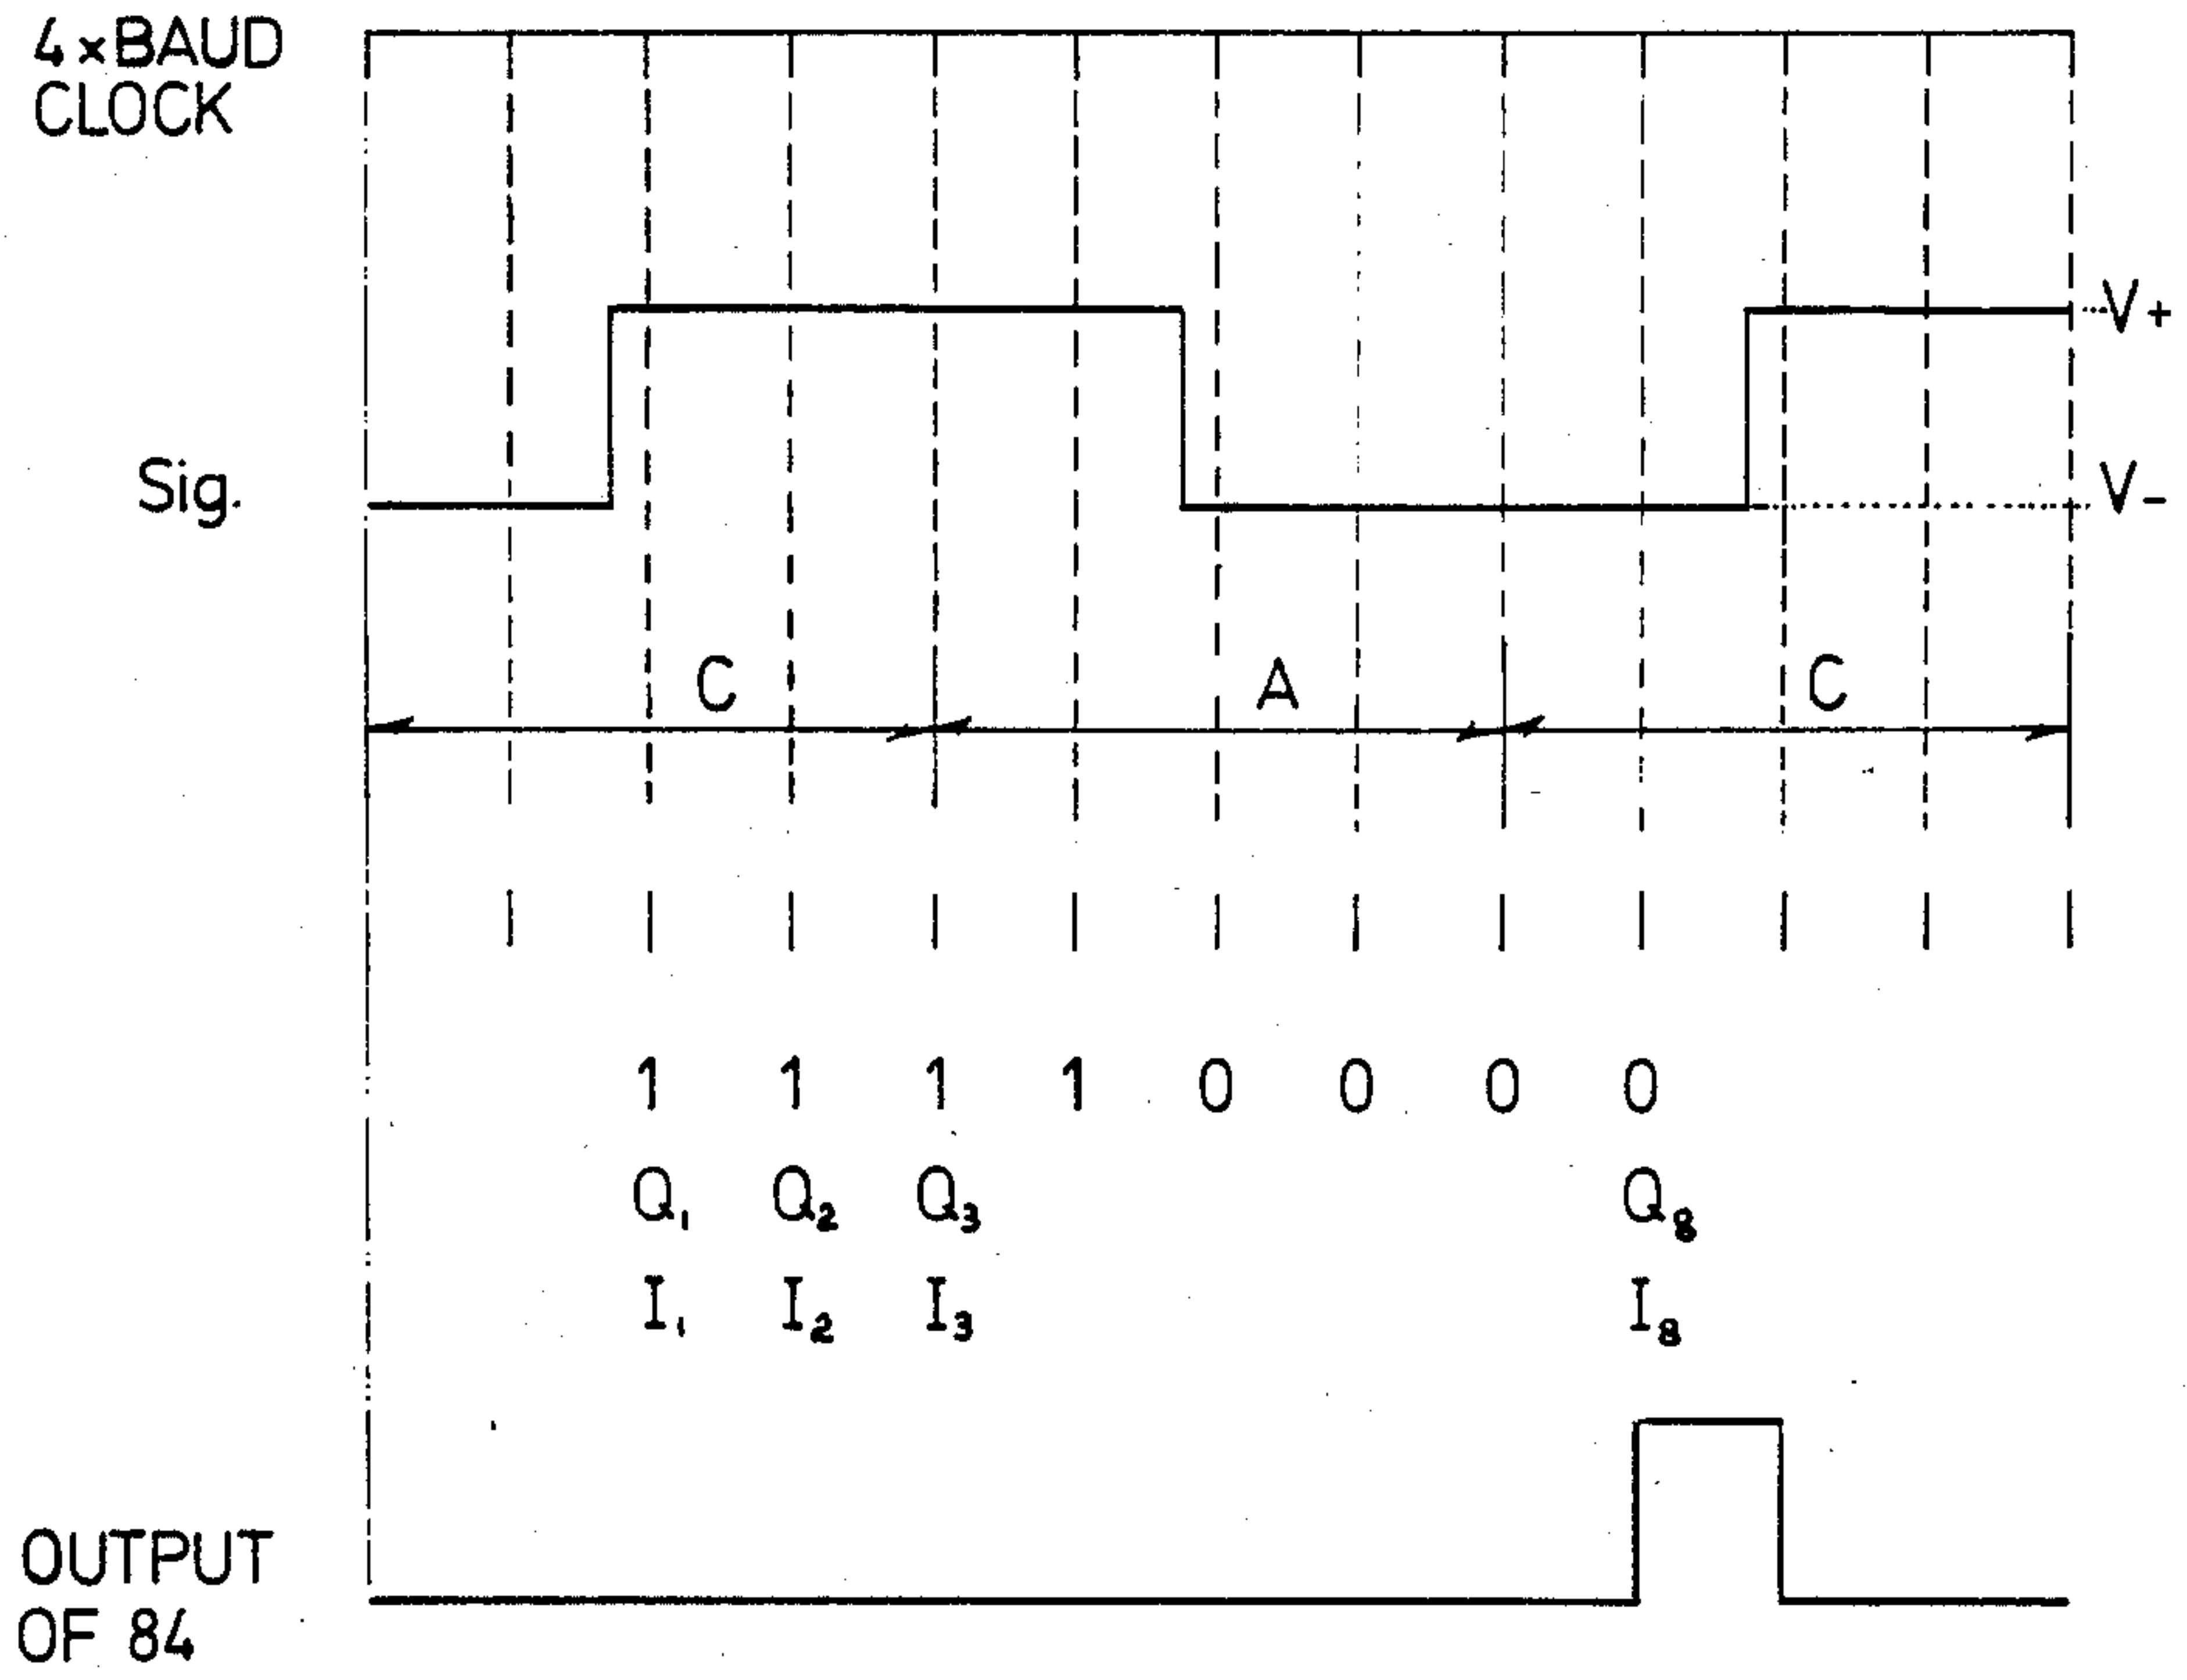 4×BAUD
CLOCK
V+
Sig.
V-
C A C
1 1 1 1 0 0 0 0
Q₁ Q₂ Q₃ Q₈
I₁ I₂ I₃ I₈
OUTPUT
OF 84